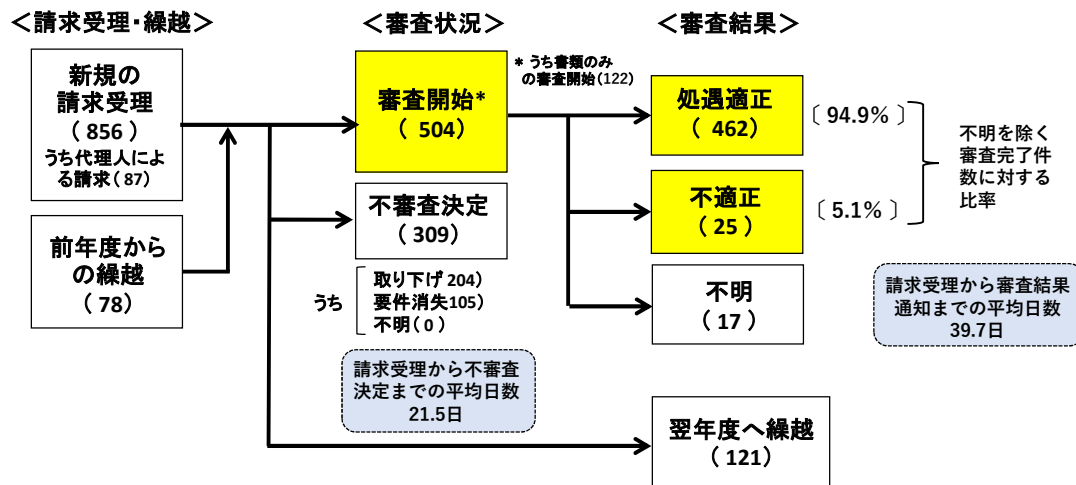 ＜請求受理・繰越＞
新規の
請求受理
（ 856）
うち代理人によ
る請求（ 87）
前年度から
の繰越
（ 78）
＜審査状況＞
審査開始*
（ 504）
* うち書類のみ
の審査開始（122）
不審査決定
（ 309）
うち
取り下げ 204）
要件消失105）
不明（ 0 ）
請求受理から不審査
決定までの平均日数
21.5日
＜審査結果＞
処遇適正
（ 462）
〔 94.9% 〕
不適正
（ 25 ）
〔 5.1% 〕
不明を除く
審査完了件
数に対する
比率
不明
（ 17 ）
請求受理から審査結果
通知までの平均日数
39.7日
翌年度へ繰越
（ 121）